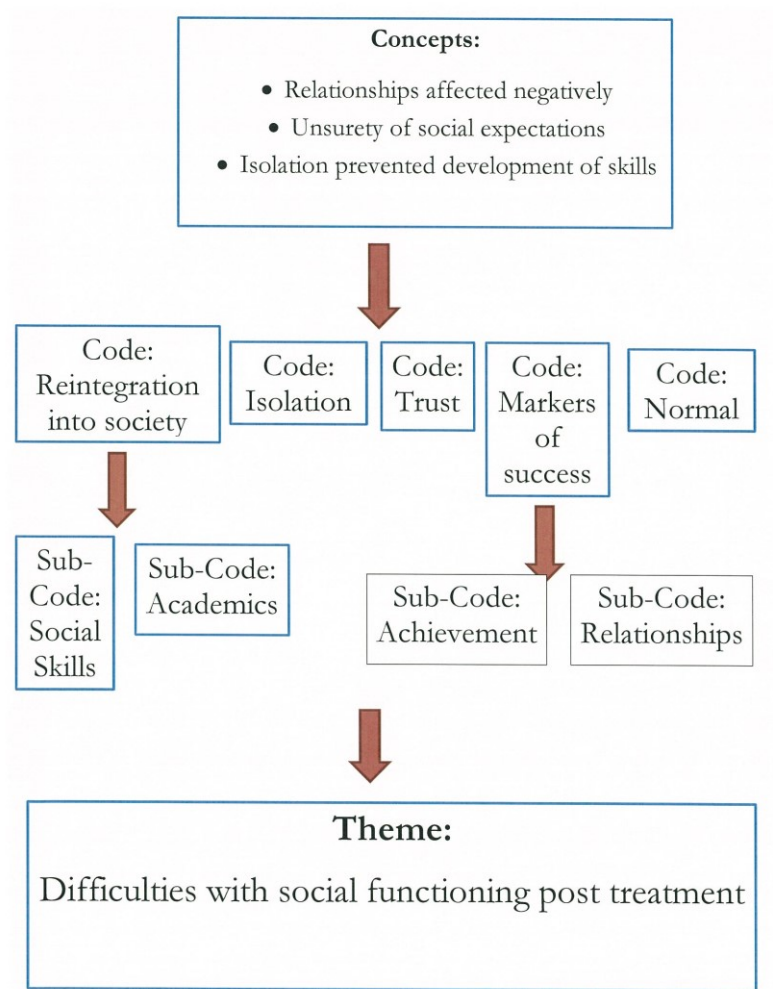 Concepts:
• Relationships affected negatively
• Unsurety of social expectations
• Isolation prevented development of skills
Code:
Reintegration
into society
Code:
Isolation
Code:
Trust
Code:
Markers
of
success
Code:
Normal
Sub-
Code:
Social
Skills
Sub-Code:
Academics
Sub-Code:
Achievement
Sub-Code:
Relationships
Theme:
Difficulties with social functioning post treatment